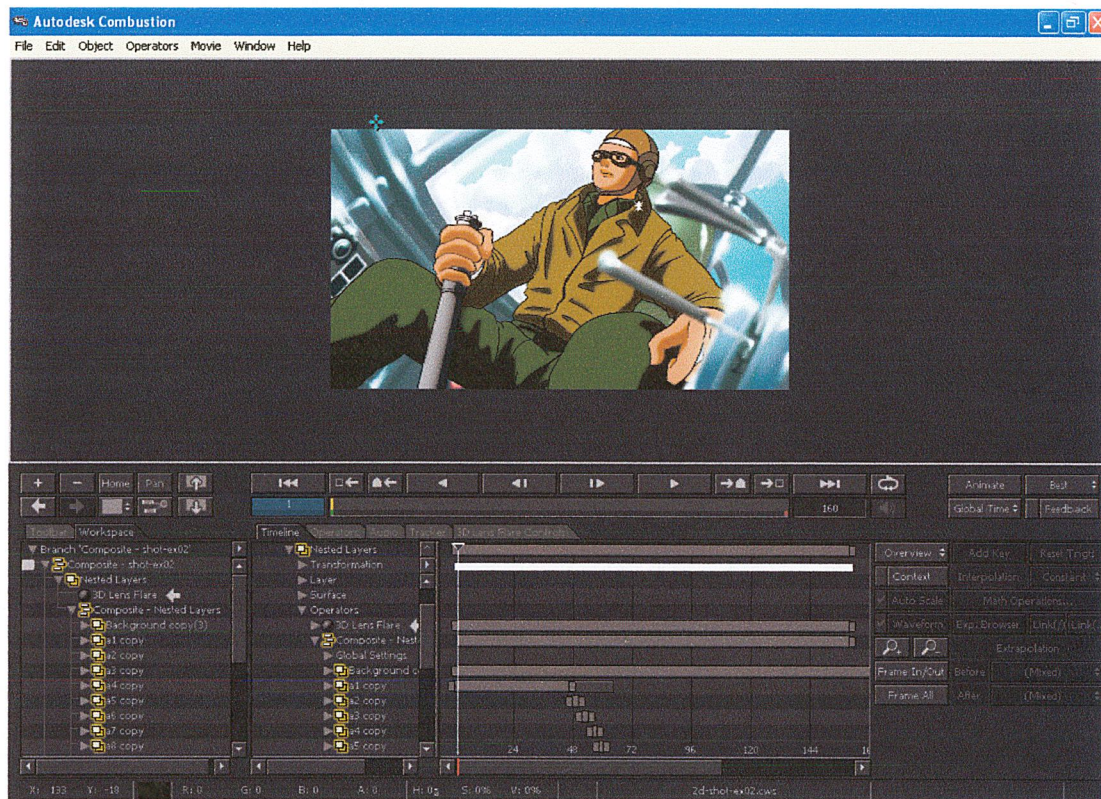 Autodesk Combustion
File Edit Object Operators Movie Window Help
+ - Home Pan
1 160
Animate Best
Global Time Feedback
Toolbar Workspace
Timeline Operators Audio Tracker 3D Lens Flare Controls
Branch 'Composite - shot-ex02'
Composite - shot-ex02
Nested Layers
3D Lens Flare
Composite - Nested Layers
Background copy(3)
a1 copy
a2 copy
a3 copy
a4 copy
a5 copy
a6 copy
a7 copy
a8 copy
Nested Layers
Transformation
Layer
Surface
Operators
3D Lens Flare
Composite - Nest
Global Settings
Background c
a1 copy
a2 copy
a3 copy
a4 copy
a5 copy
24 48 72 96 120 144 16
Overview Add Key Reset Tngts
Context Interpolation Constant
Auto Scale Math Operations...
Waveform Exp. Browser
Extrapolation
Frame In/Out Before (Mixed)
Frame All After (Mixed)
X: 133 Y: -18 R: 0 G: 0 B: 0 A: 0 H: 0 S: 0% V: 0% 2d-shot-ex02.cws